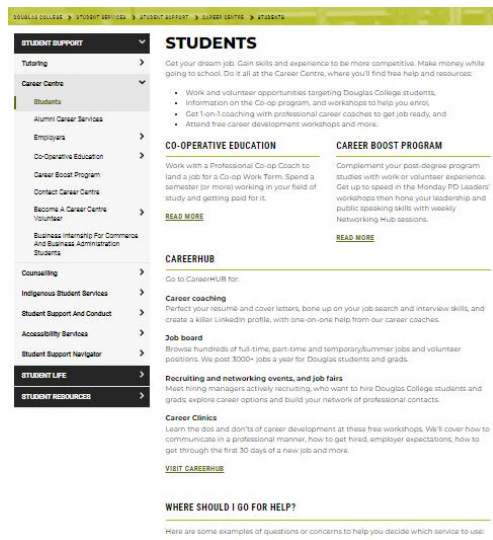 DOUGLAS COLLEGE > STUDENT SERVICES > STUDENT SUPPORT > CAREER CENTRE > STUDENTS
STUDENT SUPPORT
Tutoring
Career Centre
Students
Alumni Career Services
Employers
Co-Operative Education
Career Boost Program
Contact Career Centre
Become A Career Centre
Volunteer
Business Internship For Commerce
And Business Administration
Students
Counselling
Indigenous Student Services
Student Support And Conduct
Accessibility Services
Student Support Navigator
STUDENT LIFE
STUDENT RESOURCES
STUDENTS
Get your dream job. Gain skills and experience to be more competitive. Make money while
going to school. Do it all at the Career Centre, where you'll find free help and resources:
• Work and volunteer opportunities targeting Douglas College students,
• Information on the Co-op program, and workshops to help you enrol,
• Get 1-on-1 coaching with professional career coaches to get job ready, and
• Attend free career development workshops and more.
CO-OPERATIVE EDUCATION
Work with a Professional Co-op Coach to
land a job for a Co-op Work Term. Spend a
semester (or more) working in your field of
study and getting paid for it.
READ MORE
CAREER BOOST PROGRAM
Complement your post-degree program
studies with work or volunteer experience.
Get up to speed in the Monday PD Leaders'
workshops then hone your leadership and
public speaking skills with weekly
Networking Hub sessions.
READ MORE
CAREERHUB
Go to CareerHUB for:
Career coaching
Perfect your resumé and cover letters, bone up on your job search and interview skills, and
create a killer LinkedIn profile, with one-on-one help from our career coaches.
Job board
Browse hundreds of full-time, part-time and temporary/summer jobs and volunteer
positions. We post 3000+ jobs a year for Douglas students and grads.
Recruiting and networking events, and job fairs
Meet hiring managers actively recruiting, who want to hire Douglas College students and
grads; explore career options and build your network of professional contacts.
Career Clinics
Learn the dos and don'ts of career development at these free workshops. We'll cover how to
communicate in a professional manner, how to get hired, employer expectations, how to
get through the first 30 days of a new job and more.
VISIT CAREERHUB
WHERE SHOULD I GO FOR HELP?
Here are some examples of questions or concerns to help you decide which service to use: